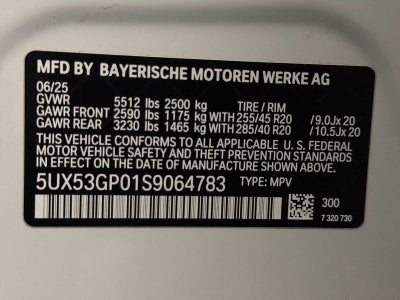 MFD BY BAYERISCHE MOTOREN WERKE AG
06/25
GVWR 5512 lbs 2500 kg TIRE / RIM
GAWR FRONT 2590 lbs 1175 kg WITH 255/45 R20 /9.0Jx 20
GAWR REAR 3230 lbs 1465 kg WITH 285/40 R20 /10.5Jx 20
THIS VEHICLE CONFORMS TO ALL APPLICABLE U.S. FEDERAL
MOTOR VEHICLE SAFETY STANDARDS IN EFFECT ON THE
DATE OF MANUFACTURE SHOWN ABOVE.
5UX53GP01S9064783 TYPE: MPV
300
7 320 730